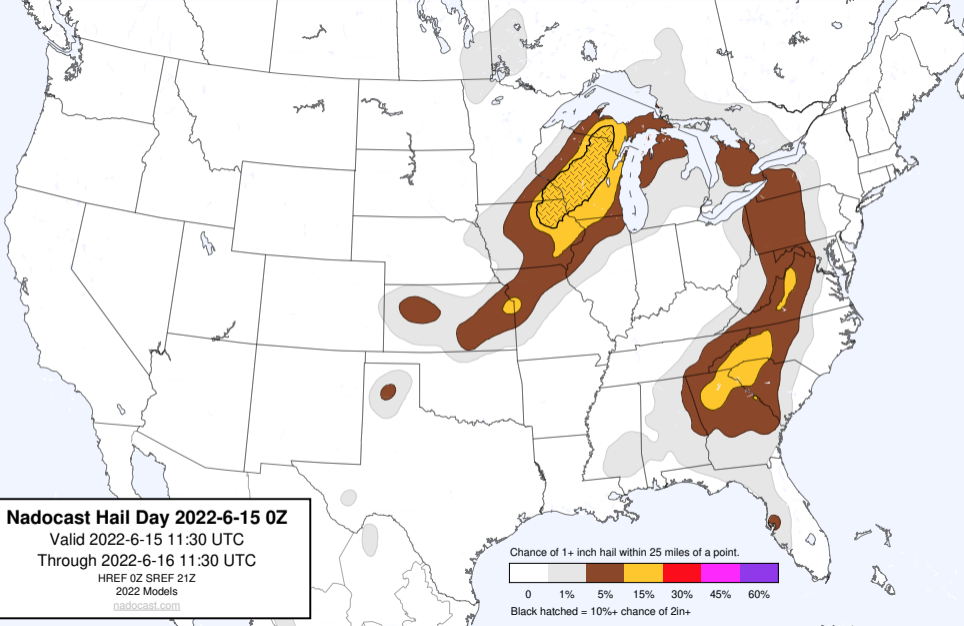 Nadocast Hail Day 2022-6-15 0Z
Valid 2022-6-15 11:30 UTC
Through 2022-6-16 11:30 UTC
HREF 0Z SREF 21Z
2022 Models
nadocast.com
Chance of 1+ inch hail within 25 miles of a point.
0 1% 5% 15% 30% 45% 60%
Black hatched = 10%+ chance of 2in+